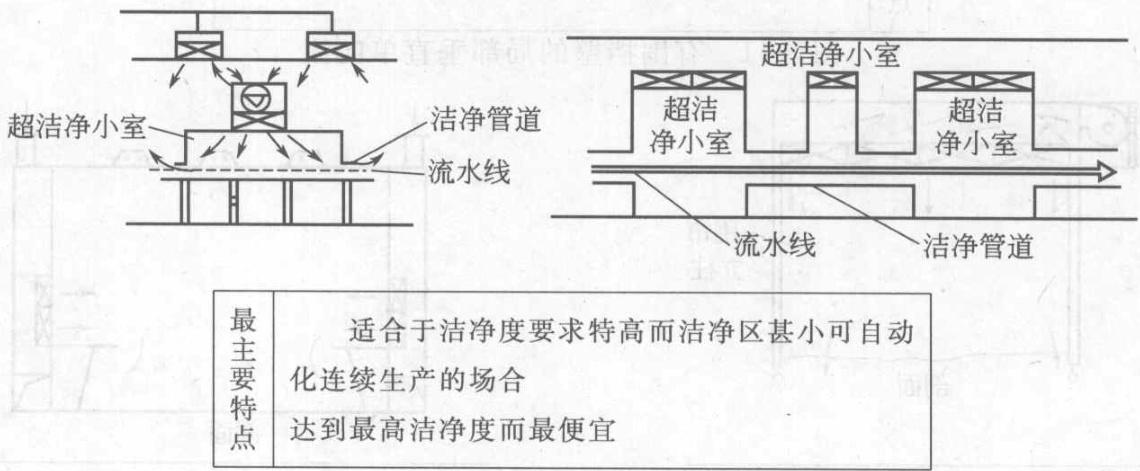 超洁净小室
洁净管道
流水线
超洁净小室
超洁
净小室
超洁
净小室
流水线
洁净管道
最主要特点
适合于洁净度要求特高而洁净区甚小可自动
化连续生产的场合
达到最高洁净度而最便宜